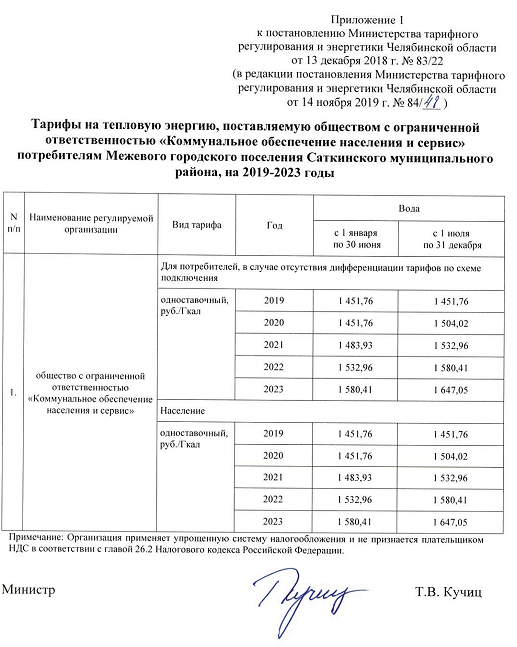 Приложение 1
к постановлению Министерства тарифного
регулирования и энергетики Челябинской области
от 13 декабря 2018 г. № 83/22
(в редакции постановления Министерства тарифного
регулирования и энергетики Челябинской области
от 14 ноября 2019 г. № 84/48 )
Тарифы на тепловую энергию, поставляемую обществом с ограниченной
ответственностью «Коммунальное обеспечение населения и сервис»
потребителям Межевого городского поселения Саткинского муниципального
района, на 2019-2023 годы
N п/п Наименование регулируемой организации Вид тарифа Год Вода
с 1 января по 30 июня с 1 июля по 31 декабря
1. общество с ограниченной ответственностью «Коммунальное обеспечение населения и сервис»
Для потребителей, в случае отсутствия дифференциации тарифов по схеме
подключения
одноставочный, руб./Гкал 2019 1 451,76 1 451,76
2020 1 451,76 1 504,02
2021 1 483,93 1 532,96
2022 1 532,96 1 580,41
2023 1 580,41 1 647,05
Население
одноставочный, руб./Гкал 2019 1 451,76 1 451,76
2020 1 451,76 1 504,02
2021 1 483,93 1 532,96
2022 1 532,96 1 580,41
2023 1 580,41 1 647,05
Примечание: Организация применяет упрощенную систему налогообложения и не признается плательщиком
НДС в соответствии с главой 26.2 Налогового кодекса Российской Федерации.
Министр Т.В. Кучиц